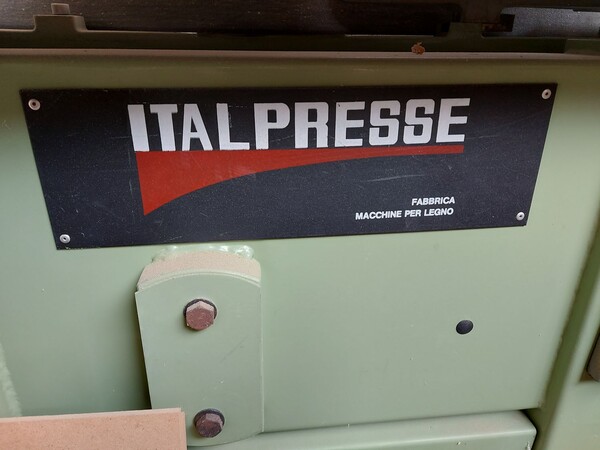 ITALPRESSE
FABBRICA
MACCHINE PER LEGNO